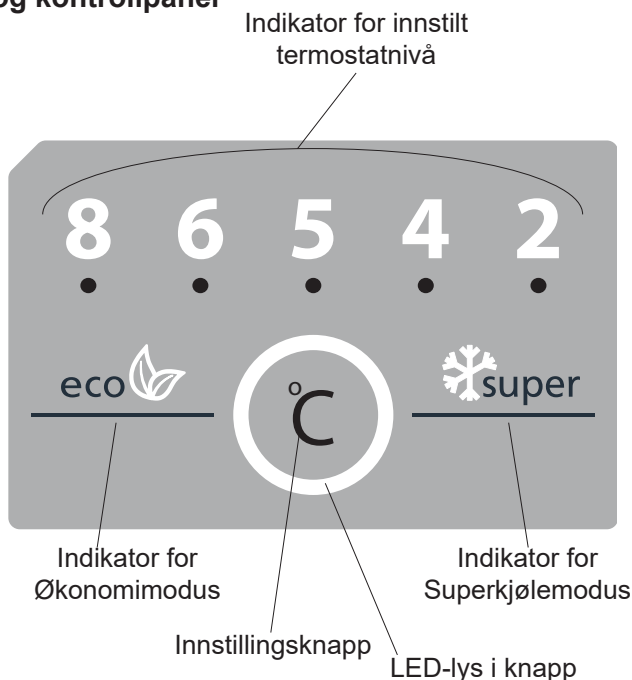 og kontrollpanel
Indikator for innstilt
termostatnivå
8 6 5 4 2
eco super
°C
Indikator for
Økonomimodus
Indikator for
Superkjølemodus
Innstillingsknapp
LED-lys i knapp